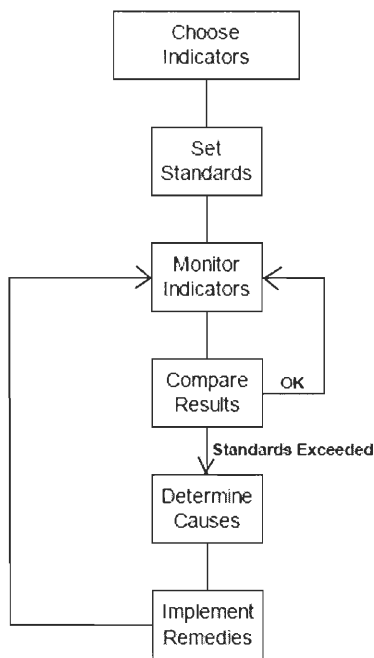 Choose
Indicators
Set
Standards
Monitor
Indicators
Compare
Results
OK
Standards Exceeded
Determine
Causes
Implement
Remedies